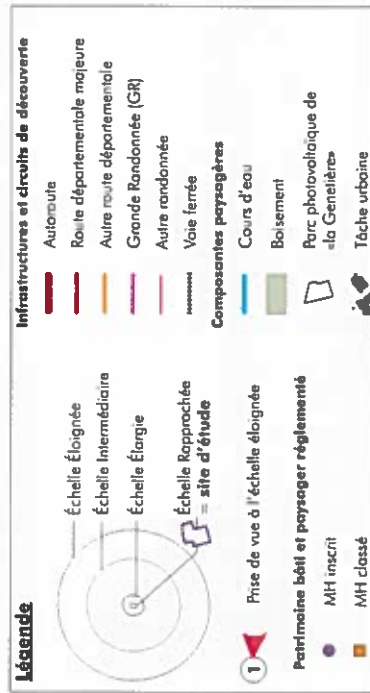 Légende
Échelle Éloignée
Échelle Intermédiaire
Échelle Élargie
Échelle Rapprochée
= site d'étude
1
Prise de vue à l'échelle éloignée
Patrimoine bâti et paysager réglementé
MH inscrit
MH classé
Infrastructures et circuits de découverte
Autoroute
Route départementale majeure
Autre route départementale
Grande Randonnée (GR)
Autre randonnée
Voie ferrée
Composantes paysagères
Cours d'eau
Boisement
Parc photovoltaïque de
«la Genetière»
Tâche urbaine